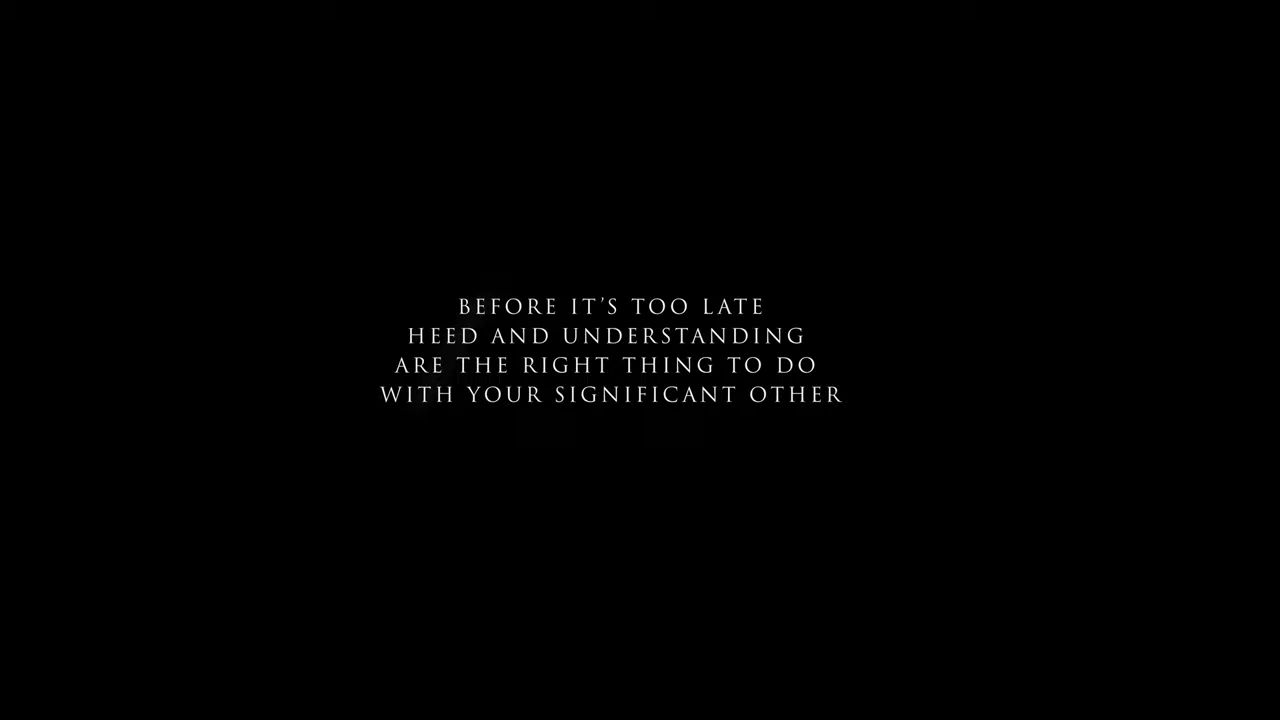 BEFORE IT'S TOO LATE
HEED AND UNDERSTANDING
ARE THE RIGHT THING TO DO
WITH YOUR SIGNIFICANT OTHER